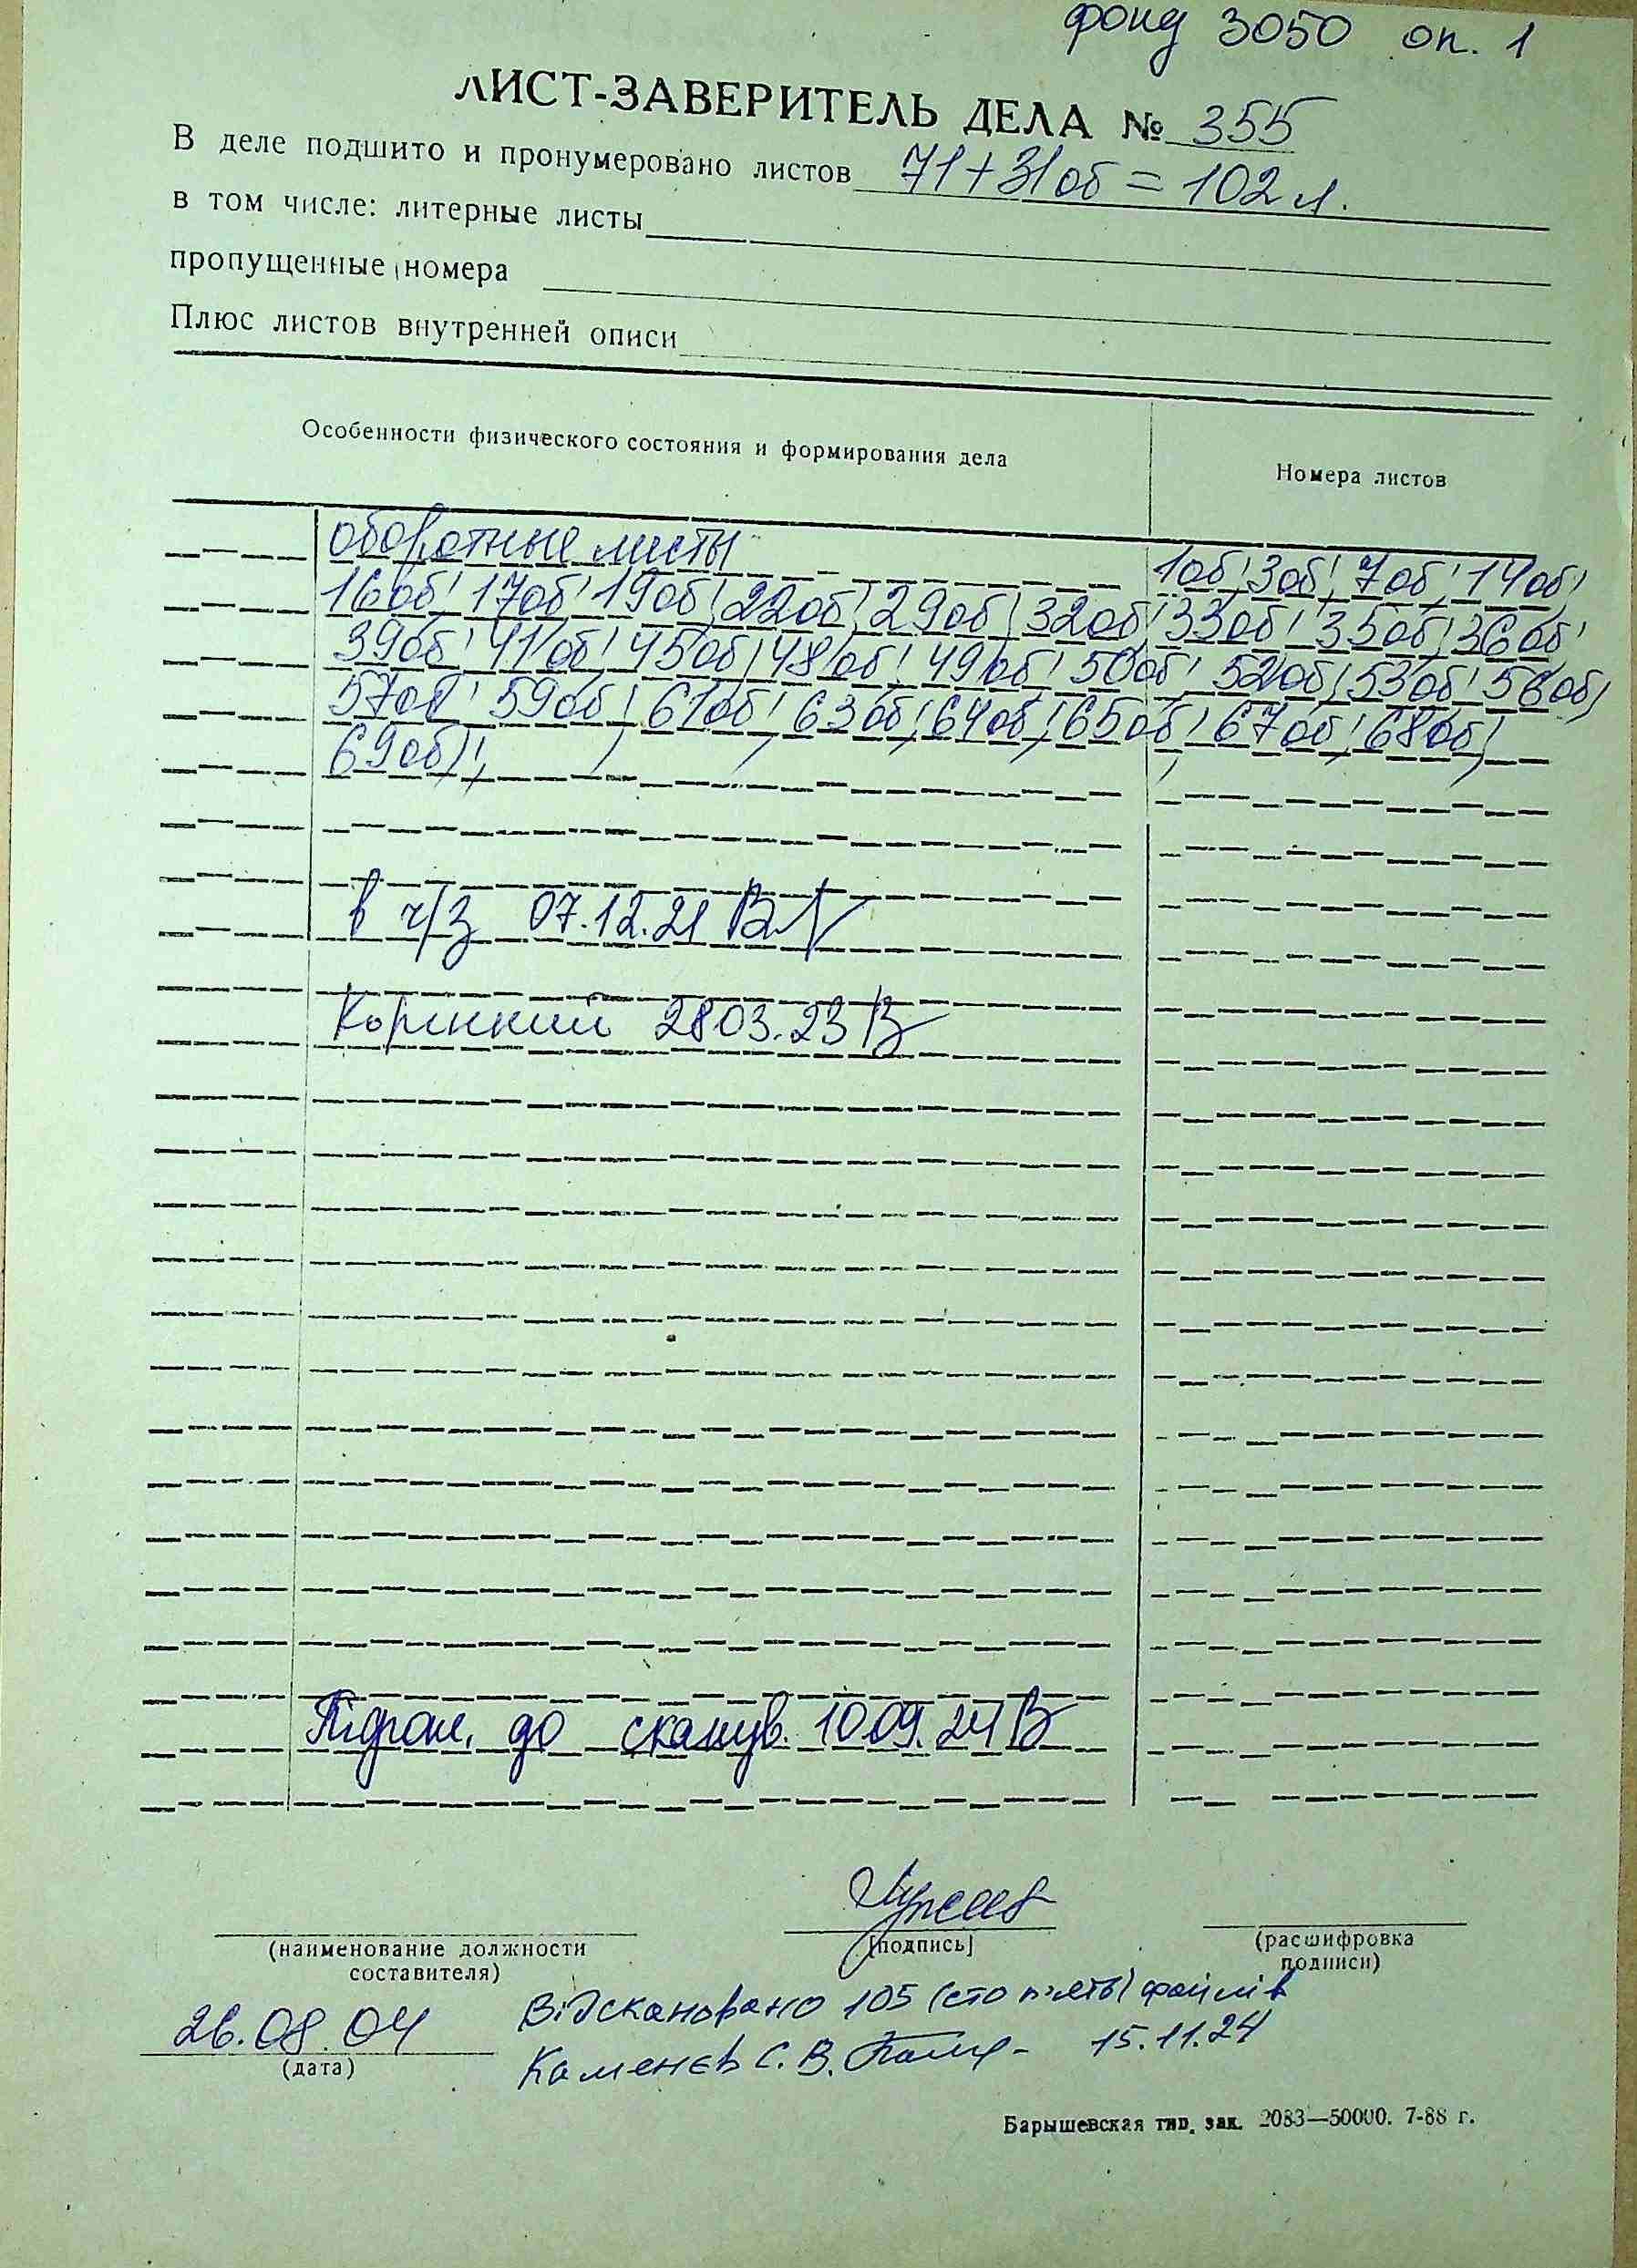 фонд 3050 оп. 1
ЛИСТ-ЗАВЕРИТЕЛЬ ДЕЛА № 355
В деле подшито и пронумеровано листов 71+31об = 102 л.
в том числе: литерные листы
пропущенные номера
Плюс листов внутренней описи
Особенности физического состояния и формирования дела
Номера листов
оборотные листы 1об, 3об, 7об, 14об,
16об, 17об, 19об, 22об, 29об, 32об, 33об, 35об, 36об,
39об, 41об, 45об, 48об, 49об, 50об, 52об, 53об, 56об,
57об, 59об, 61об, 63об, 64об, 65об, 67об, 68об,
69об,
в ч/з 07.12.21
28.03.23
до сканув. 10.09.24
(наименование должности
составителя)
(подпись)
(расшифровка
подписи)
Відскановано 105 (сто п'ять) файлів
26.08.04
Каменєв С. В. 15.11.24
(дата)
Барышевская тип. зак. 2083—50000. 7-88 г.